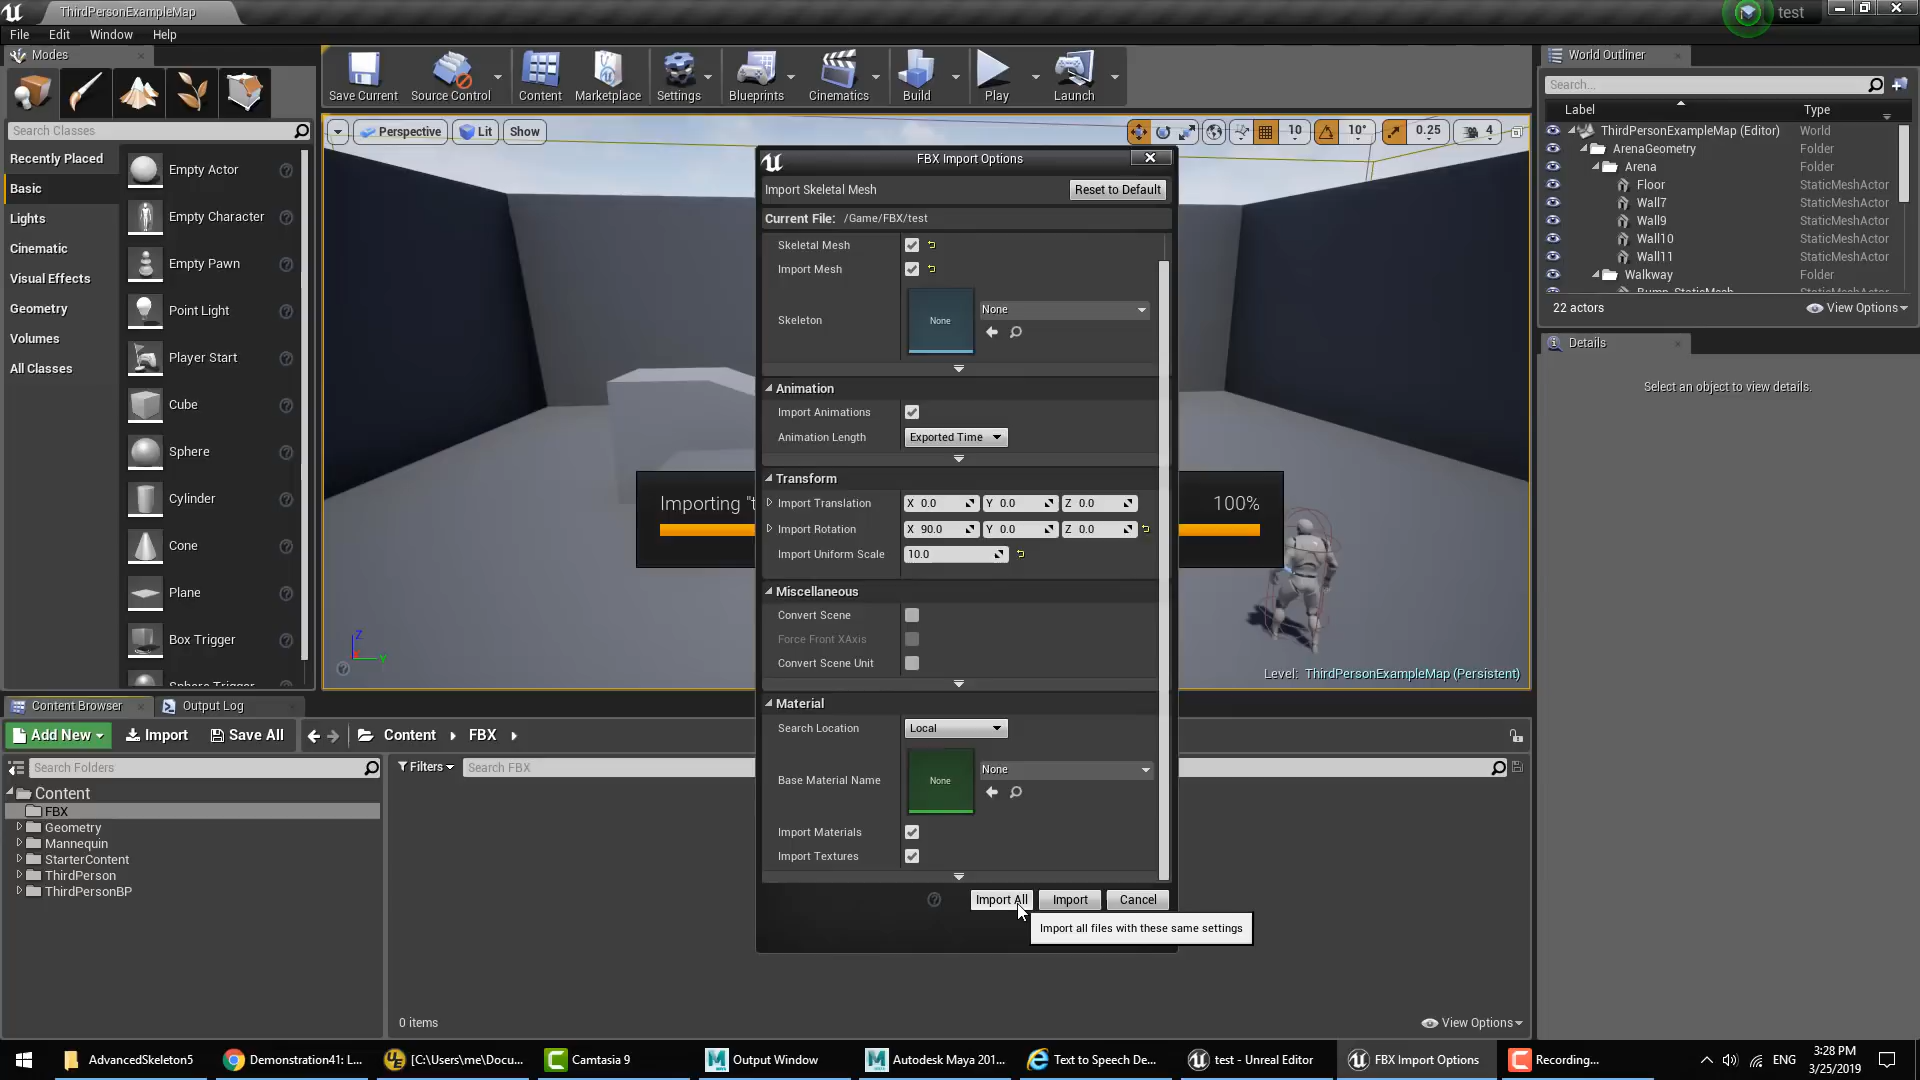 ThirdPersonExampleMap
test
File Edit Window Help
Modes
Search Classes
Recently Placed
Basic
Lights
Cinematic
Visual Effects
Geometry
Volumes
All Classes
Empty Actor
Empty Character
Empty Pawn
Point Light
Player Start
Cube
Sphere
Cylinder
Cone
Plane
Box Trigger
Sphere Trigger
Save Current
Source Control
Content
Marketplace
Settings
Blueprints
Cinematics
Build
Play
Launch
Perspective Lit Show
10 10° 0.25 4
Importing "t 100%
Z
Y
Level: ThirdPersonExampleMap (Persistent)
FBX Import Options
Import Skeletal Mesh Reset to Default
Current File: /Game/FBX/test
Skeletal Mesh
Import Mesh
Skeleton None None
Animation
Import Animations
Animation Length Exported Time
Transform
Import Translation X 0.0 Y 0.0 Z 0.0
Import Rotation X 90.0 Y 0.0 Z 0.0
Import Uniform Scale 10.0
Miscellaneous
Convert Scene
Force Front XAxis
Convert Scene Unit
Material
Search Location Local
Base Material Name None None
Import Materials
Import Textures
Import All Import Cancel
Import all files with these same settings
World Outliner
Search...
Label Type
ThirdPersonExampleMap (Editor) World
ArenaGeometry Folder
Arena Folder
Floor StaticMeshActor
Wall7 StaticMeshActor
Wall9 StaticMeshActor
Wall10 StaticMeshActor
Wall11 StaticMeshActor
Walkway Folder
Bump_StaticMesh StaticMeshActor
22 actors View Options
Details
Select an object to view details.
Content Browser Output Log
Add New Import Save All Content FBX
Search Folders
Filters Search FBX
Content
FBX
Geometry
Mannequin
StarterContent
ThirdPerson
ThirdPersonBP
0 items View Options
AdvancedSkeleton5 Demonstration41: L... [C:\Users\me\Docu... Camtasia 9 Output Window Autodesk Maya 201... Text to Speech De... test - Unreal Editor FBX Import Options Recording... ENG
3:28 PM
3/25/2019